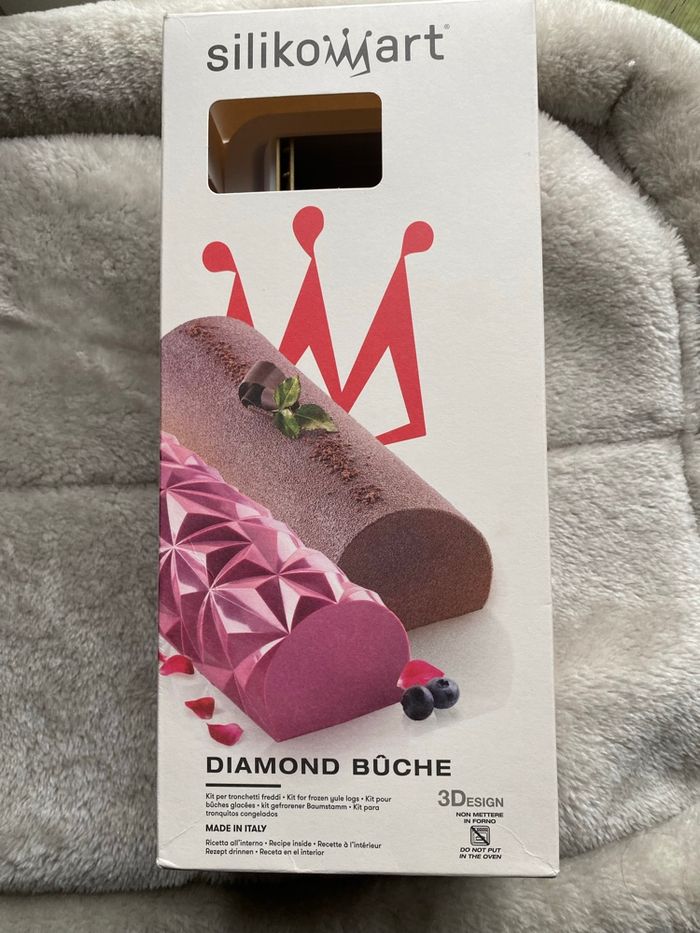 silikomart®
DIAMOND BÛCHE
Kit per tronchetti freddi • Kit for frozen yule logs • Kit pour
bûches glacées • kit gefrorener Baumstamm • Kit para
tronquitos congelados
MADE IN ITALY
Ricetta all'interno • Recipe inside • Recette à l'intérieure
Rezept drinnen • Receta en el interior
3DESIGN
NON METTERE
IN FORNO
DO NOT PUT
IN THE OVEN